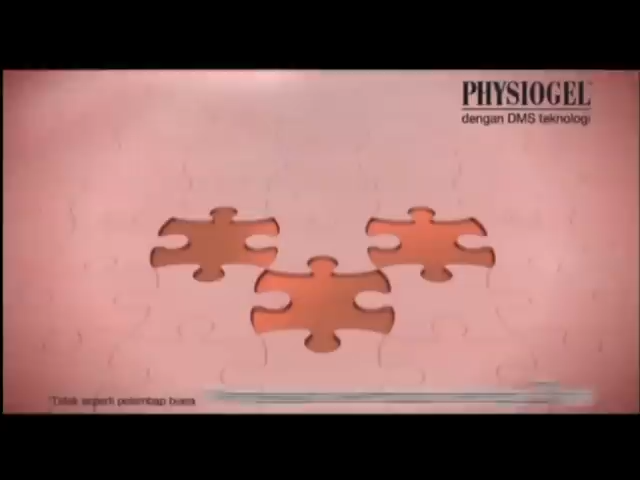 PHYSIOGEL
dengan DMS teknologi
*Tidak seperti pelembap biasa